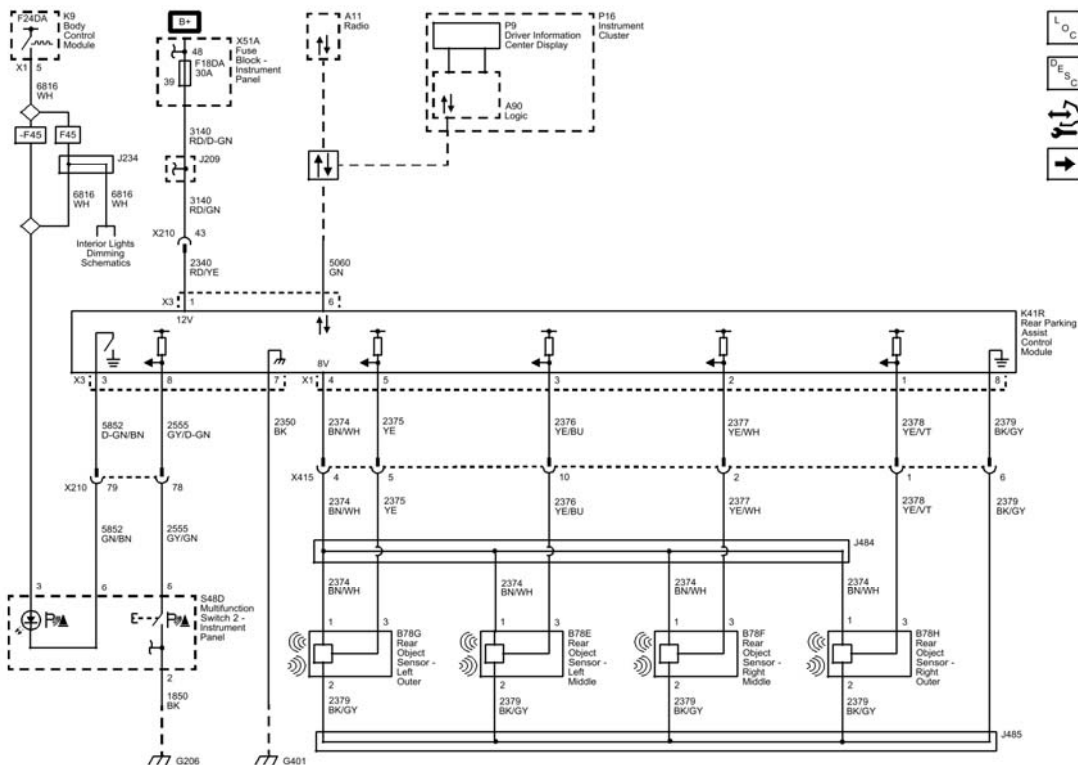 F24DA
K9
Body
Control
Module
X1 5
6816
WH
-F45
F45
J234
6816
WH
6816
WH
Interior Lights
Dimming
Schematics
B+
X51A
Fuse
Block -
Instrument
Panel
48
F18DA
30A
39
3140
RD/D-GN
J209
3140
RD/GN
X210 43
2340
RD/YE
A11
Radio
P9
Driver Information
Center Display
A90
Logic
P16
Instrument
Cluster
5060
GN
L O C
D E S C
X3 1 6
12V
8V
K41R
Rear Parking
Assist
Control
Module
X3 3 8 7 X1 4 5 3 2 1 8
5852
D-GN/BN
2555
GY/D-GN
2350
BK
2374
BN/WH
2375
YE
2376
YE/BU
2377
YE/WH
2378
YE/VT
2379
BK/GY
X210 79 78
X415 4 5 10 2 1 6
5852
GN/BN
2555
GY/GN
2374
BN/WH
2375
YE
2376
YE/BU
2377
YE/WH
2378
YE/VT
2379
BK/GY
J484
2374
BN/WH
2374
BN/WH
2374
BN/WH
2374
BN/WH
3 6 5
S48D
Multifunction
Switch 2 -
Instrument
Panel
2
1850
BK
G206
G401
1 3
B78G
Rear
Object
Sensor -
Left
Outer
2
2379
BK/GY
1 3
B78E
Rear
Object
Sensor -
Left
Middle
2
2379
BK/GY
1 3
B78F
Rear
Object
Sensor -
Right
Middle
2
2379
BK/GY
1 3
B78H
Rear
Object
Sensor -
Right
Outer
2
2379
BK/GY
J485